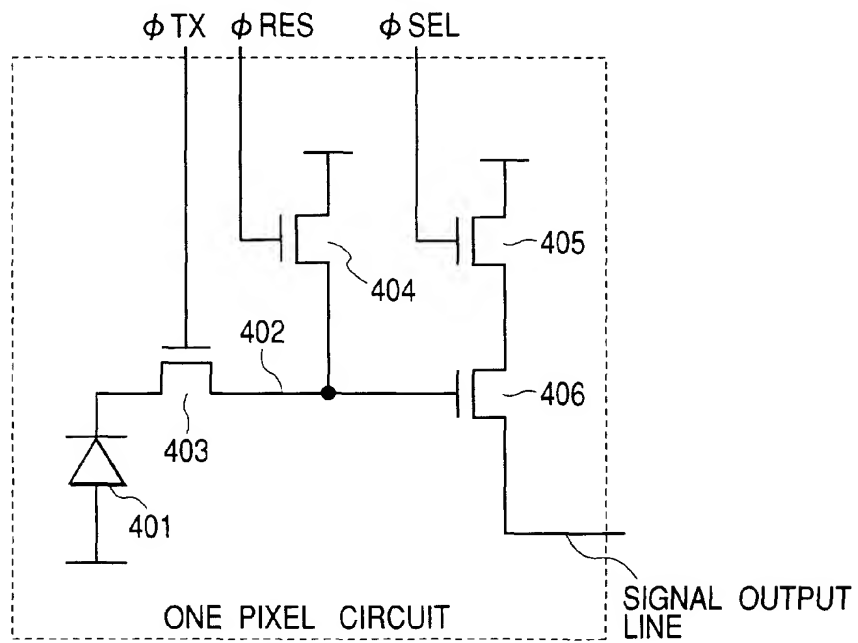 φTX φRES φSEL
405
404
402
406
403
401
SIGNAL OUTPUT
LINE
ONE PIXEL CIRCUIT